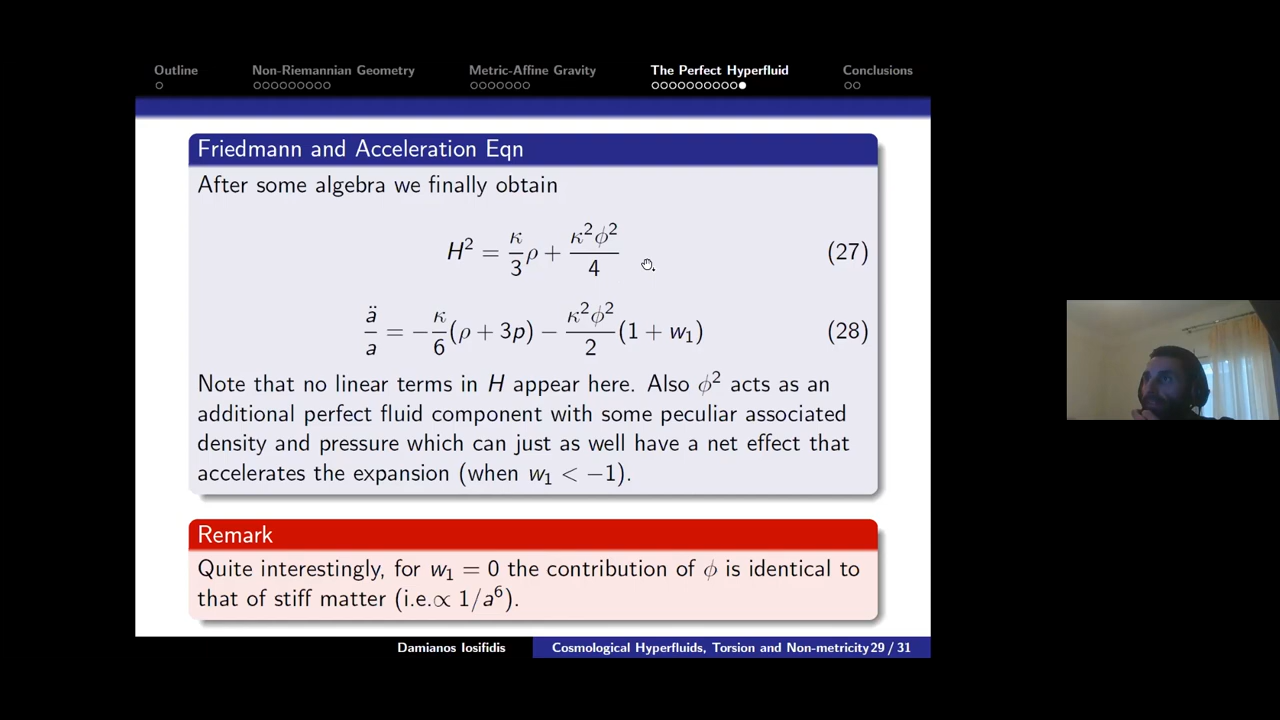 Outline Non-Riemannian Geometry Metric-Affine Gravity The Perfect Hyperfluid Conclusions
Friedmann and Acceleration Eqn
After some algebra we finally obtain
H² = κ/3 ρ + κ²ϕ²/4 (27)
ä/a = −κ/6 (ρ + 3p) − κ²ϕ²/2 (1 + w₁) (28)
Note that no linear terms in H appear here. Also ϕ² acts as an
additional perfect fluid component with some peculiar associated
density and pressure which can just as well have a net effect that
accelerates the expansion (when w₁ < −1).
Remark
Quite interestingly, for w₁ = 0 the contribution of ϕ is identical to
that of stiff matter (i.e.∝ 1/a⁶).
Damianos Iosifidis Cosmological Hyperfluids, Torsion and Non-metricity 29 / 31